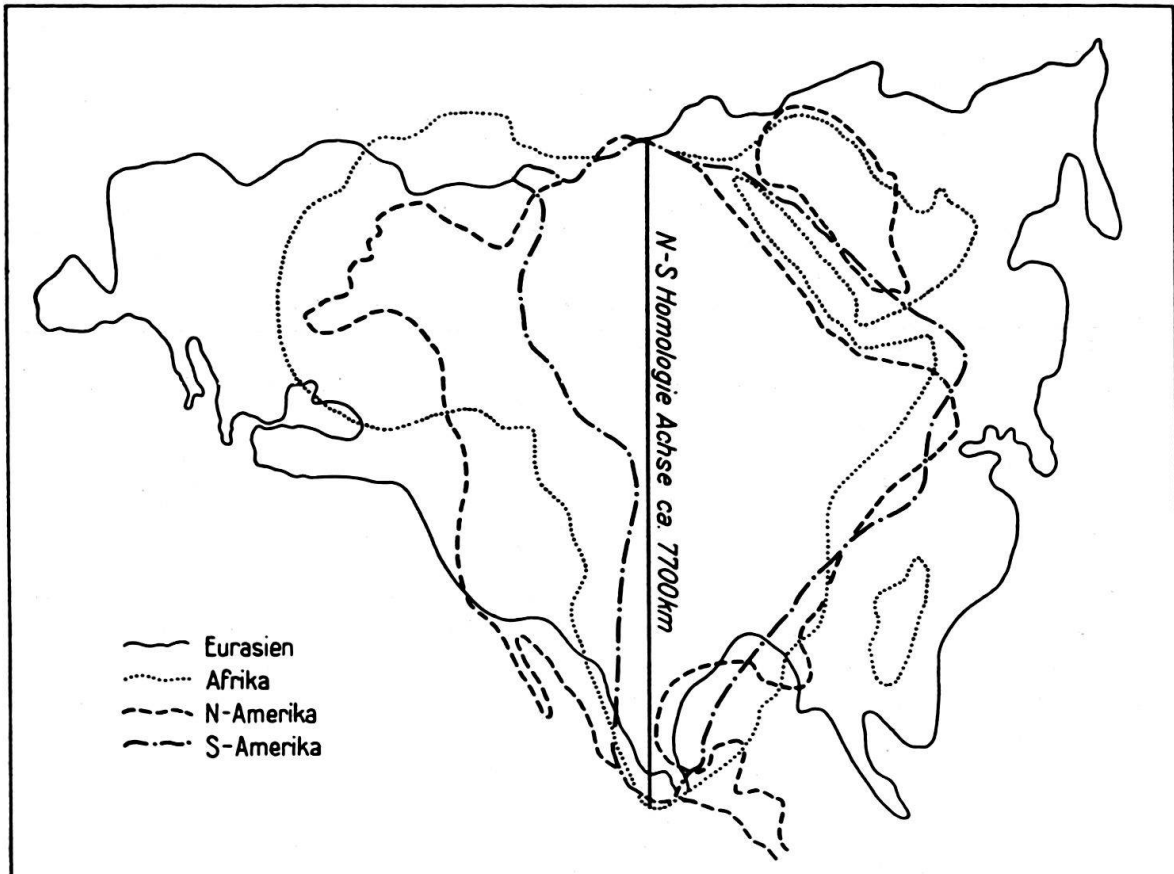 N-S Homologie Achse ca. 7700km
Eurasien
Afrika
N-Amerika
S-Amerika